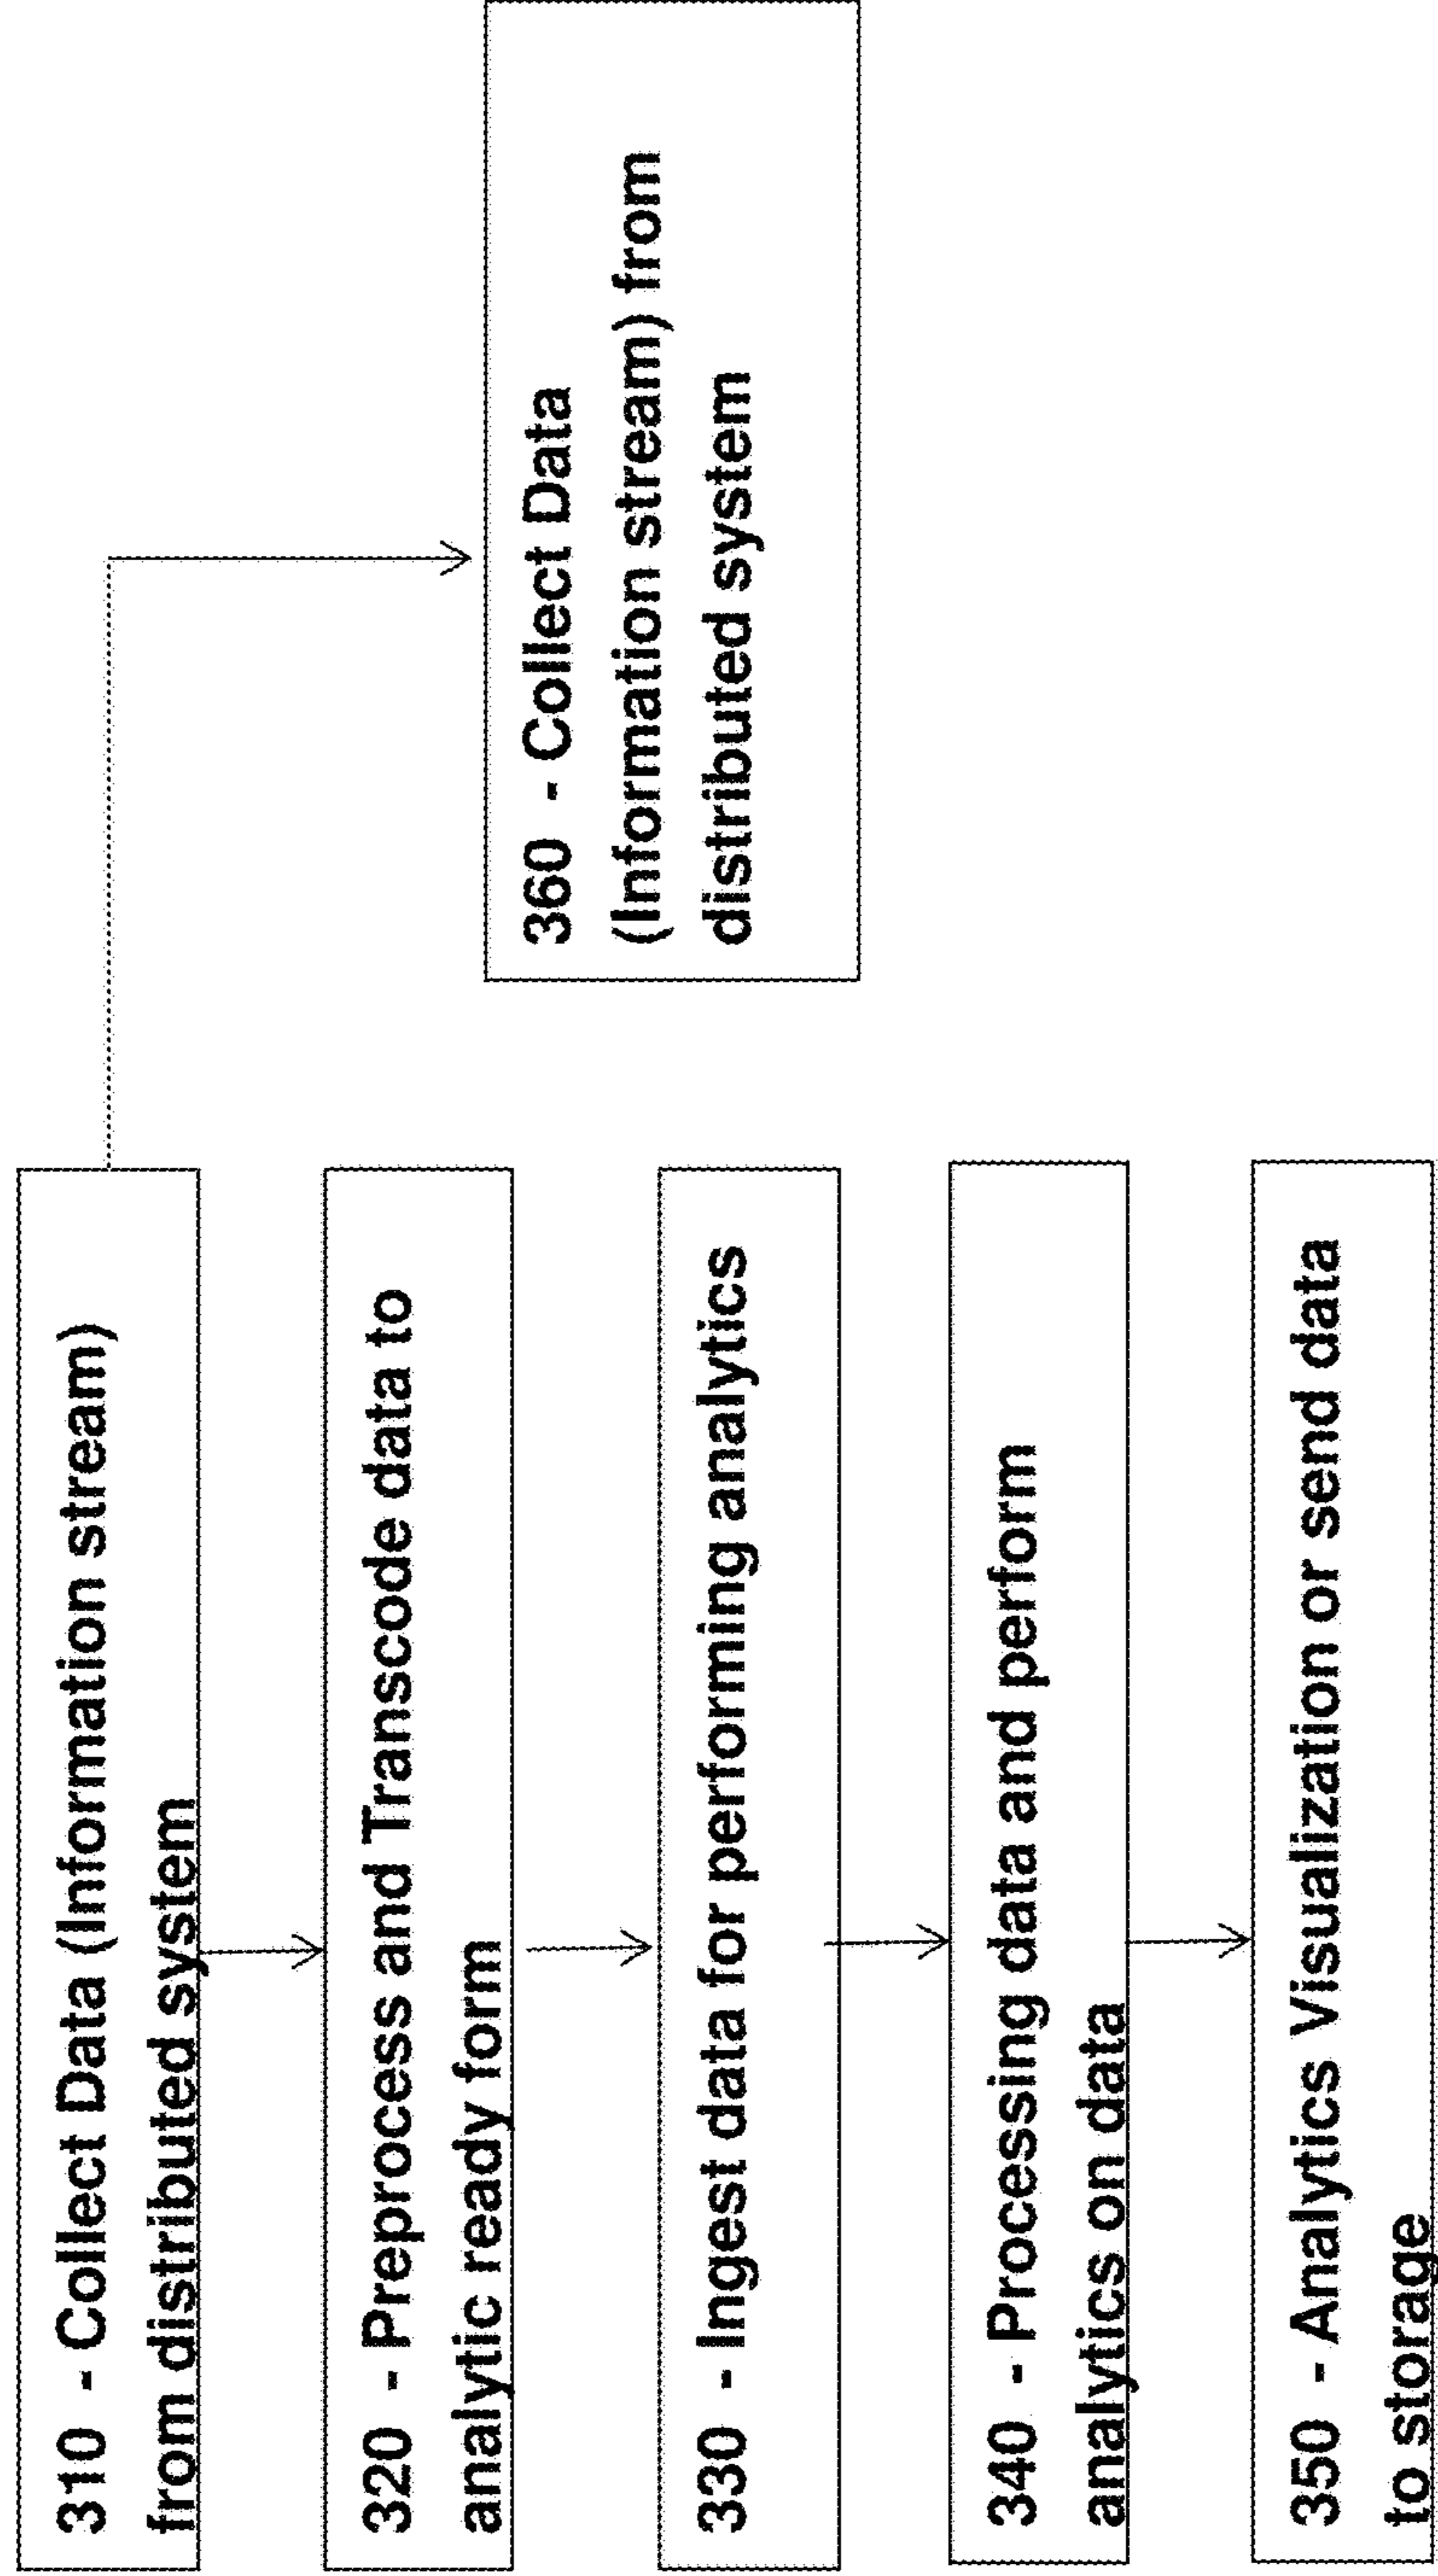 310 - Collect Data (Information stream)
from distributed system
320 - Preprocess and Transcode data to
analytic ready form
330 - Ingest data for performing analytics
340 - Processing data and perform
analytics on data
350 - Analytics Visualization or send data
to storage
360 - Collect Data
(Information stream) from
distributed system